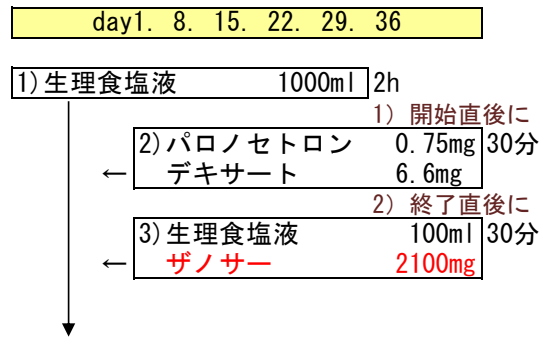 day1. 8. 15. 22. 29. 36
1)生理食塩液 1000ml 2h
1) 開始直後に
2)パロノセトロン 0.75mg 30分
← デキサート 6.6mg
2) 終了直後に
3)生理食塩液 100ml 30分
← ザノサー 2100mg